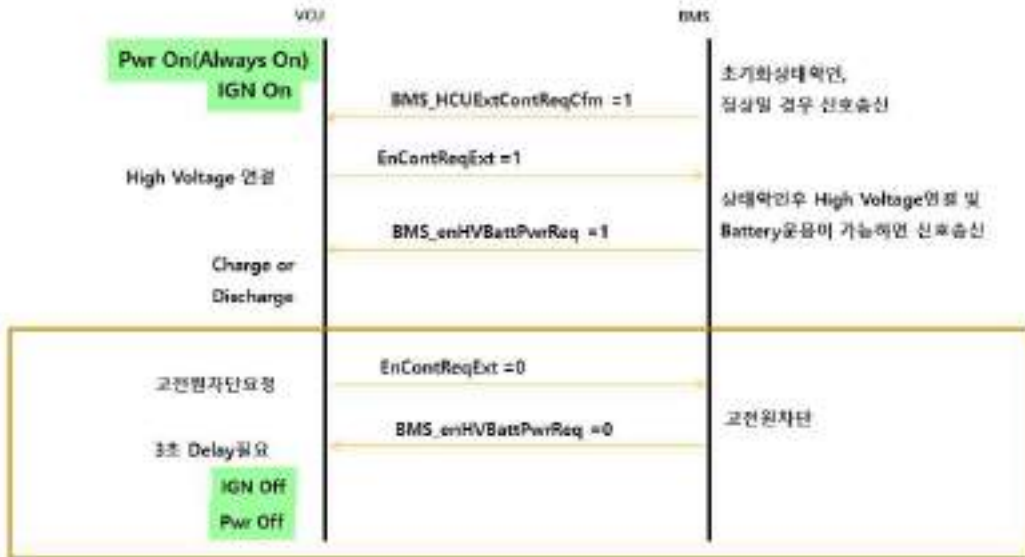 VCU
BMS
Pwr On(Always On)
IGN On
초기화상태확인,
정상일 경우 신호송신
BMS_HCUExtContReqCfm =1
EnContReqExt =1
High Voltage 연결
상태확인후 High Voltage연결 및
Battery운용이 가능하면 신호송신
BMS_enHVBattPwrReq =1
Charge or
Discharge
EnContReqExt =0
고전원차단요청
고전원차단
BMS_enHVBattPwrReq =0
3초 Delay필요
IGN Off
Pwr Off